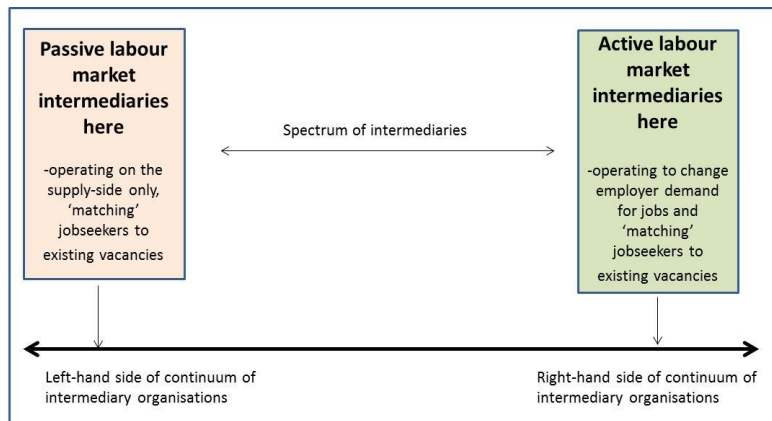 Passive labour
market
intermediaries
here
-operating on the
supply-side only,
‘matching’
jobseekers to
existing vacancies
Spectrum of intermediaries
Active labour
market
intermediaries
here
-operating to change
employer demand
for jobs and
‘matching’
jobseekers to
existing vacancies
Left-hand side of continuum of
intermediary organisations
Right-hand side of continuum of
intermediary organisations